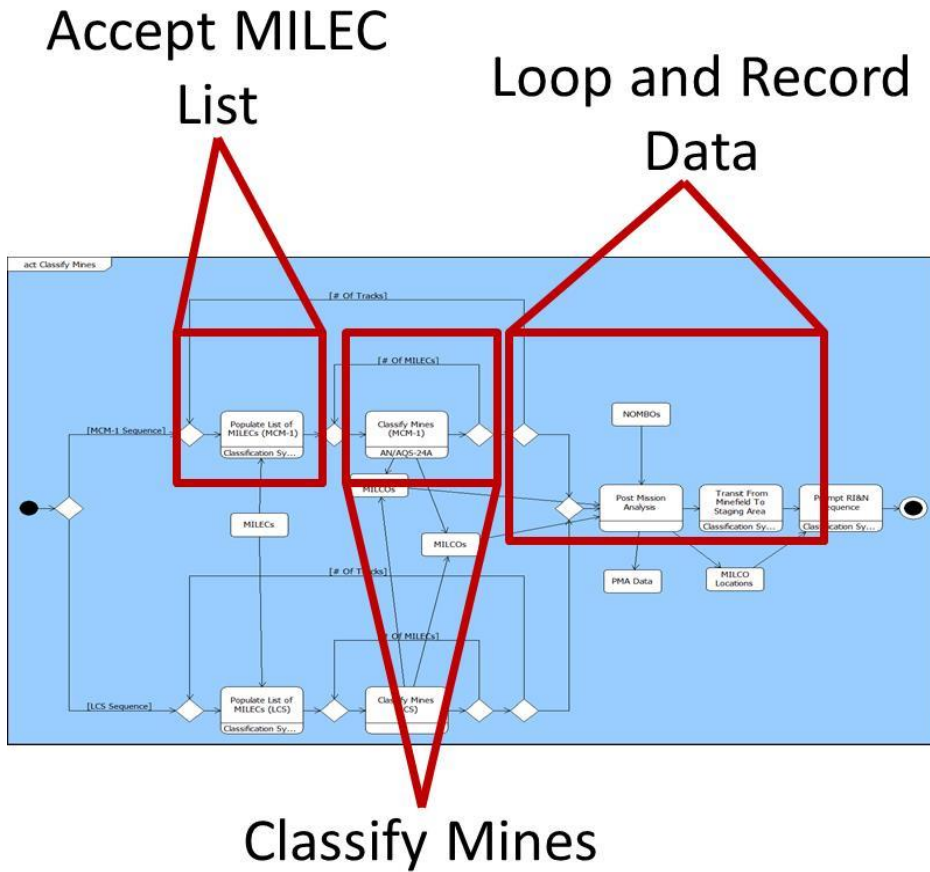 Accept MILEC
List
Loop and Record
Data
act Classify Mines
[# Of Tracks]
[# Of MILECs]
[MCM-1 Sequence]
Populate List of
MILECs (MCM-1)
Classification Sy...
Classify Mines
(MCM-1)
AN/AQS-24A
NOMBOs
MILCOs
MILECs
MILCOs
Post Mission
Analysis
Transit From
Minefield To
Staging Area
Classification Sy...
RI&N
Classification Sy...
PMA Data
MILCO
Locations
[# Of Tracks]
Of MILECs]
[LCS Sequence]
Populate List of
MILECs (LCS)
Classification Sy...
Mines
Classify Mines